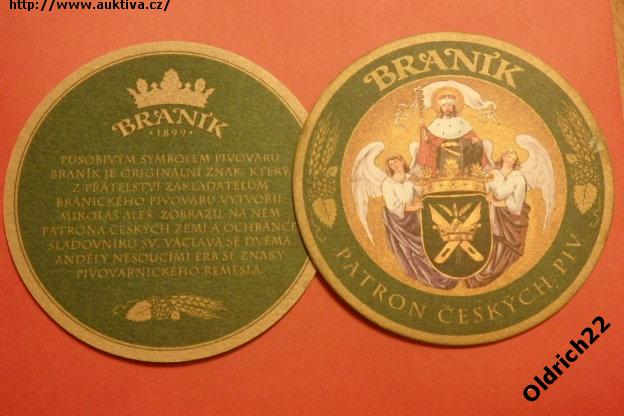 http://www.auktiva.cz/
BRANÍK
•1899•
PŮSOBIVÝM SYMBOLEM PIVOVARU
BRANÍK JE ORIGINÁLNÍ ZNAK, KTERÝ
Z PŘÁTELSTVÍ ZAKLADATELŮM
BRANICKÉHO PIVOVARU VYTVOŘIL
MIKOLÁŠ ALEŠ. ZOBRAZIL NA NĚM
PATRONA ČESKÝCH ZEMÍ A OCHRÁNCE
SLADOVNÍKŮ SV. VÁCLAVA SE DVĚMA
ANDĚLY NESOUCÍMI ERB SE ZNAKY
PIVOVARNICKÉHO ŘEMESLA.
BRANÍK
PATRON ČESKÝCH PIV
Oldrich22